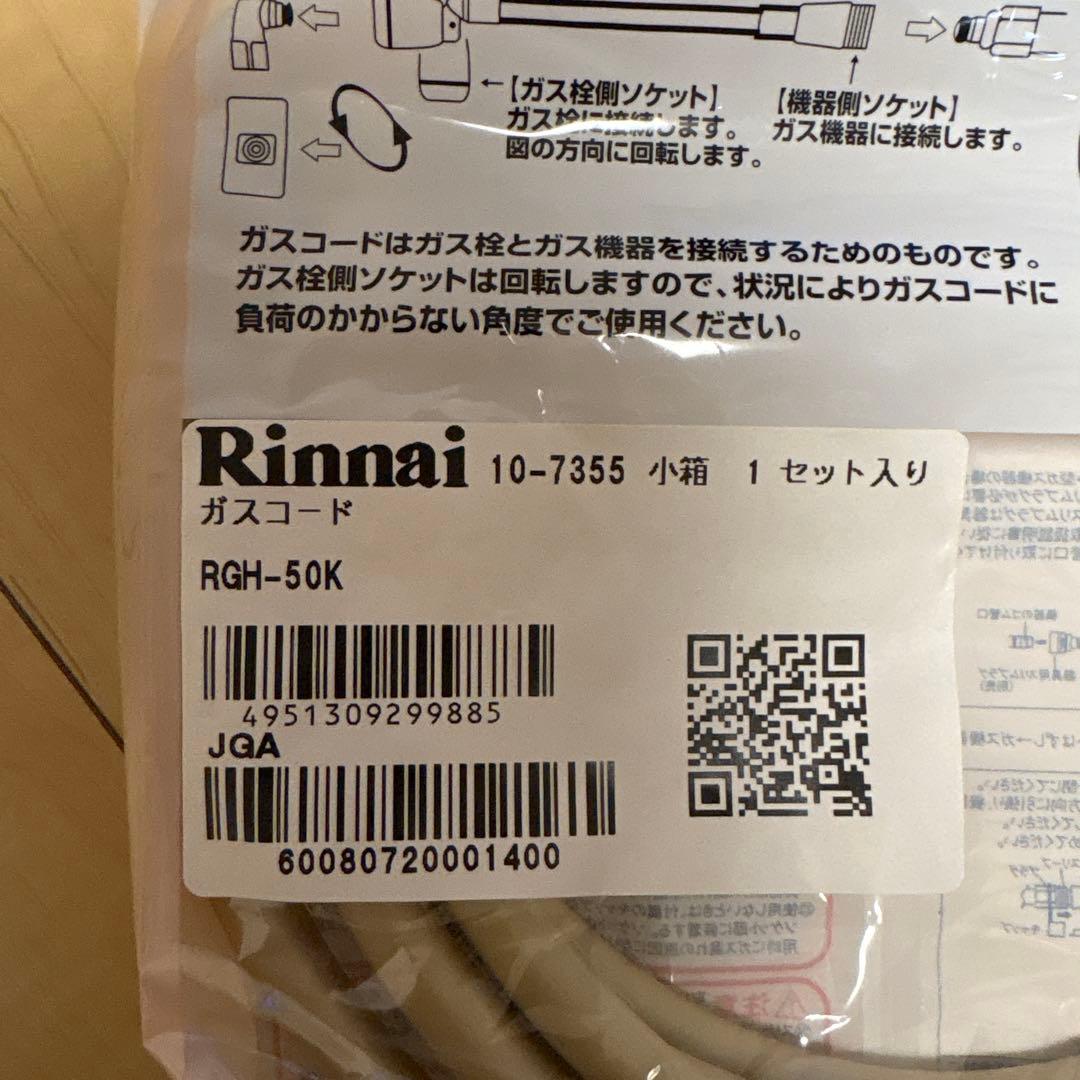 【ガス栓側ソケット】
ガス栓に接続します。
図の方向に回転します。
【機器側ソケット】
ガス機器に接続します。
ガスコードはガス栓とガス機器を接続するためのものです。
ガス栓側ソケットは回転しますので、状況によりガスコードに
負荷のかからない角度でご使用ください。
Rinnai 10-7355 小箱 1 セット入り
ガスコード
RGH-50K
4951309299885
JGA
60080720001400